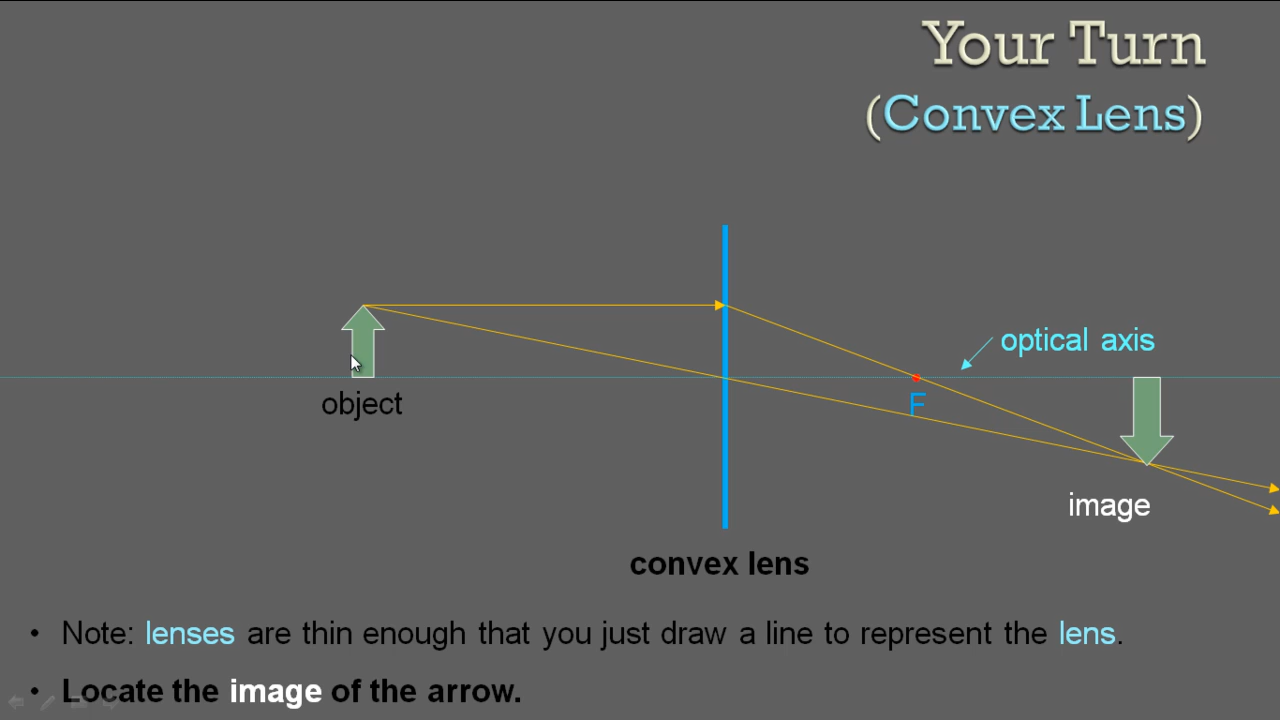 Your Turn
(Convex Lens)
optical axis
object
F
image
convex lens
• Note: lenses are thin enough that you just draw a line to represent the lens.
• Locate the image of the arrow.